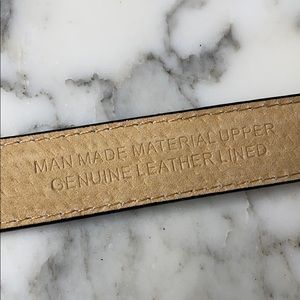 MAN MADE MATERIAL UPPER
GENUINE LEATHER LINED